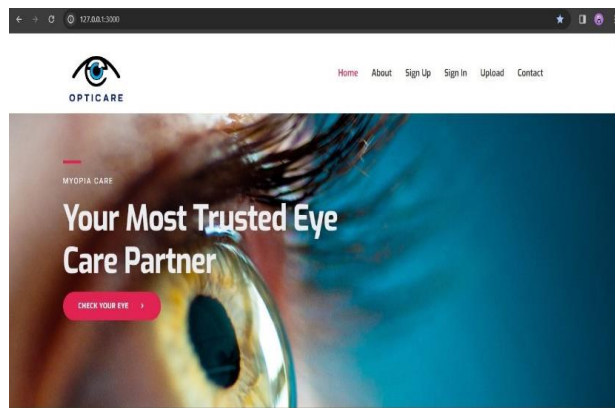 127.0.0.1:3000
OPTICARE
Home About Sign Up Sign In Upload Contact
MYOPIA CARE
Your Most Trusted Eye
Care Partner
CHECK YOUR EYE